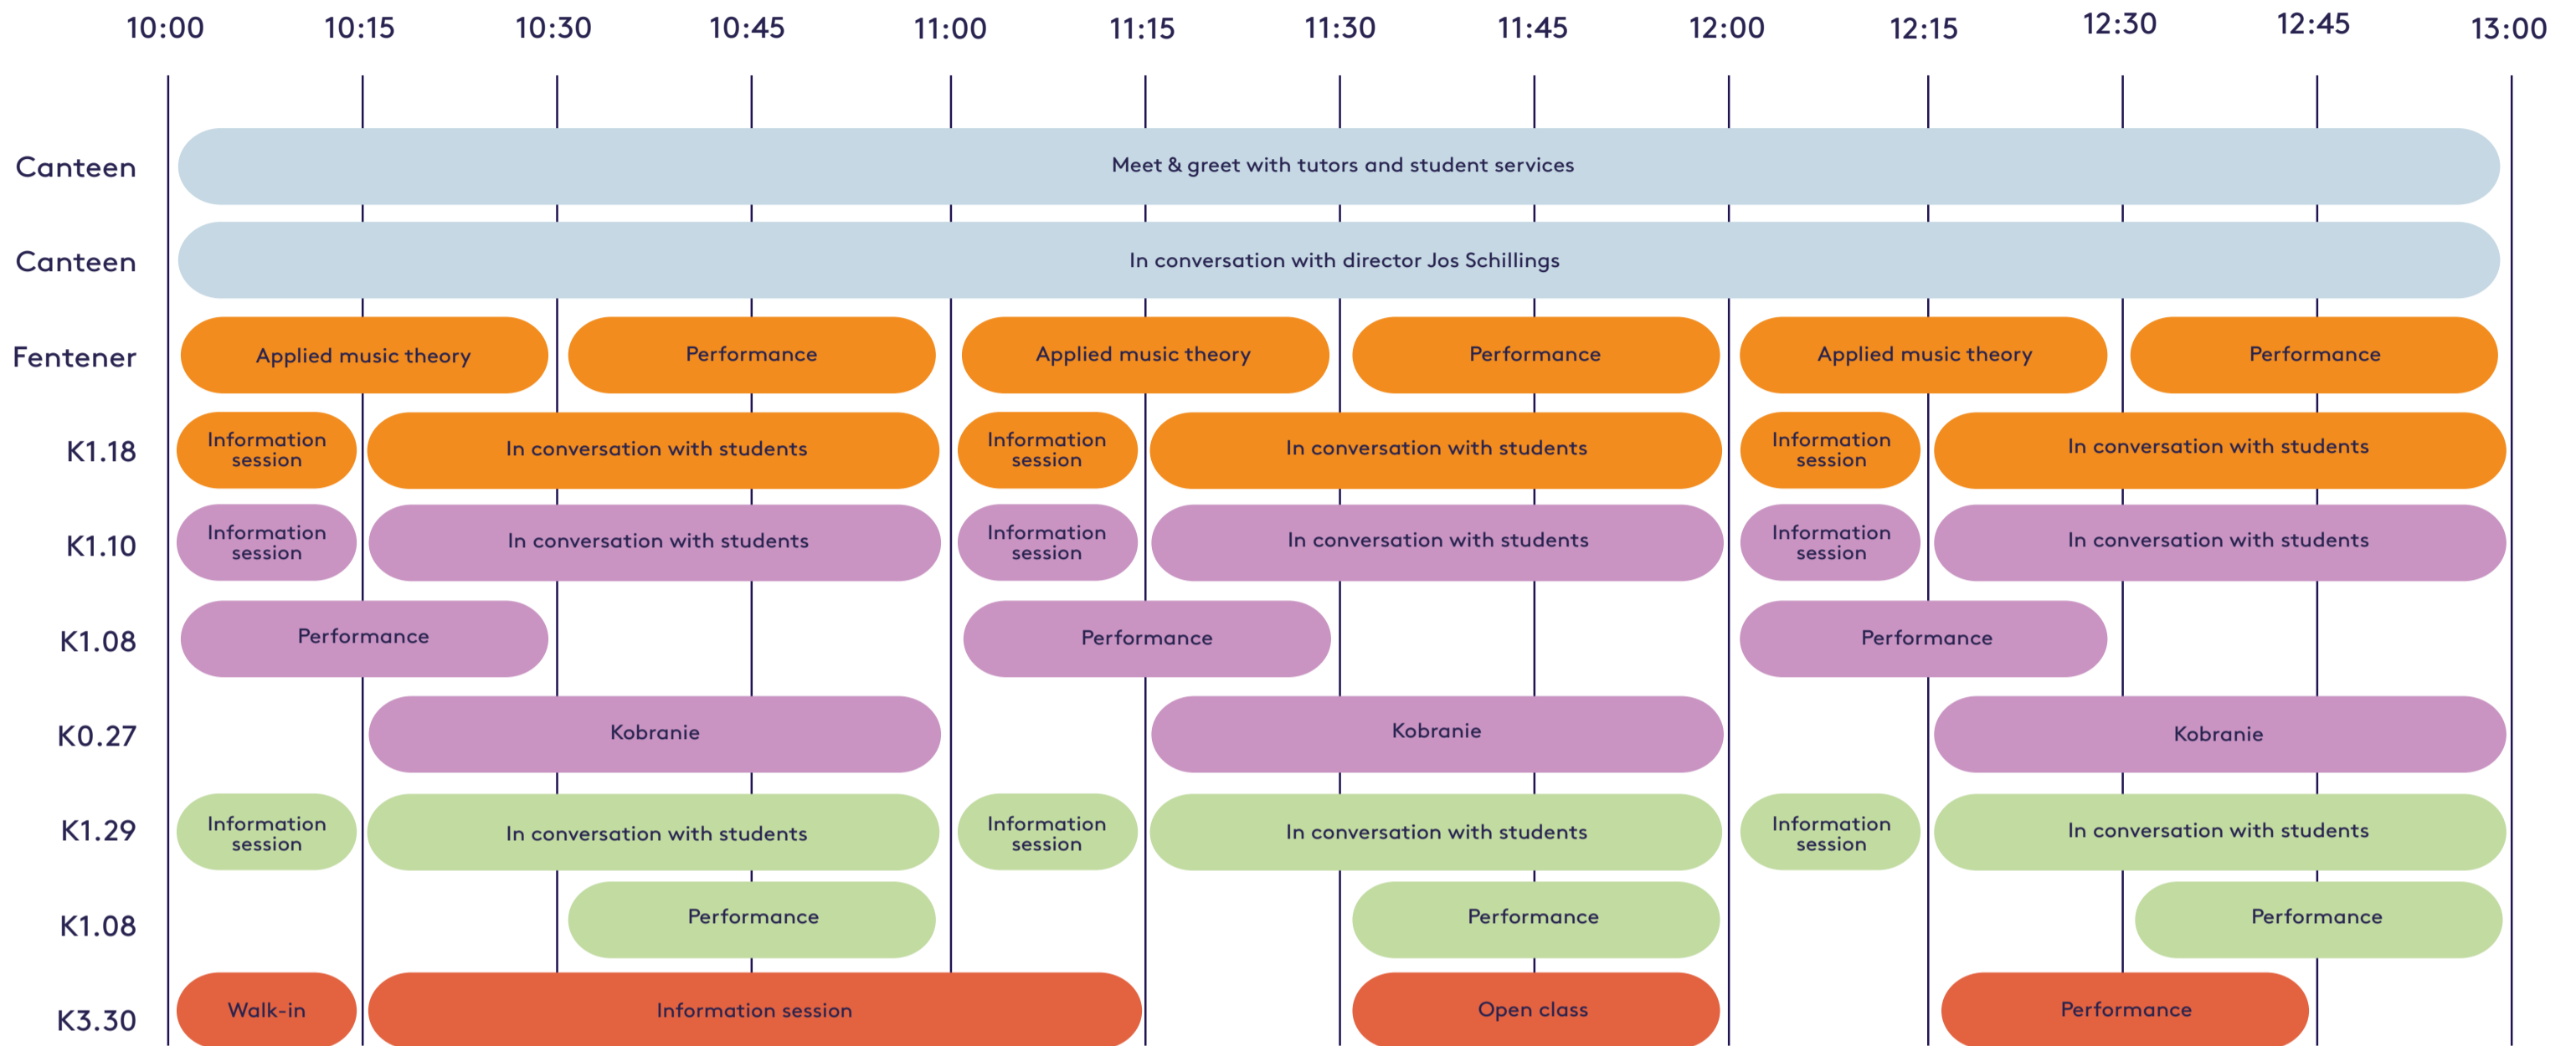 10:00 10:15 10:30 10:45 11:00 11:15 11:30 11:45 12:00 12:15 12:30 12:45 13:00
Canteen Meet & greet with tutors and student services
Canteen In conversation with director Jos Schillings
Fentener Applied music theory Performance Applied music theory Performance Applied music theory Performance
K1.18 Information session In conversation with students Information session In conversation with students Information session In conversation with students
K1.10 Information session In conversation with students Information session In conversation with students Information session In conversation with students
K1.08 Performance Performance Performance
K0.27 Kobranie Kobranie Kobranie
K1.29 Information session In conversation with students Information session In conversation with students Information session In conversation with students
K1.08 Performance Performance Performance
K3.30 Walk-in Information session Open class Performance